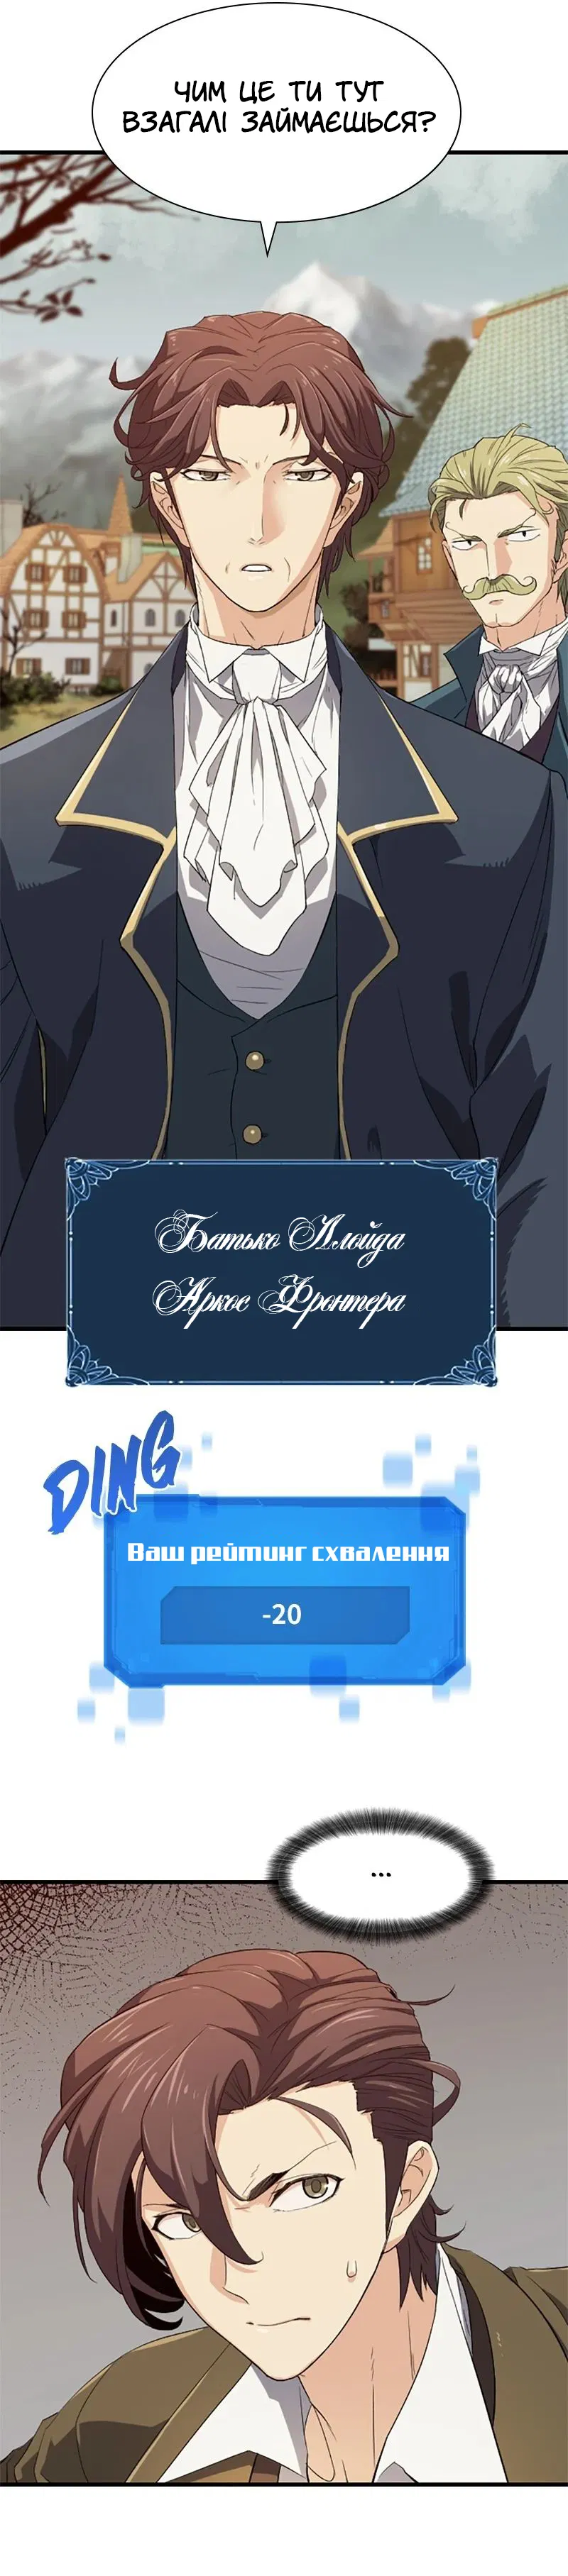 ЧИМ ЦЕ ТИ ТУТ
ВЗАГАЛІ ЗАЙМАЄШЬСЯ?
Батько Ллойда
Аркос Фронтера
DING
Ваш рейтинг схвалення
-20
...